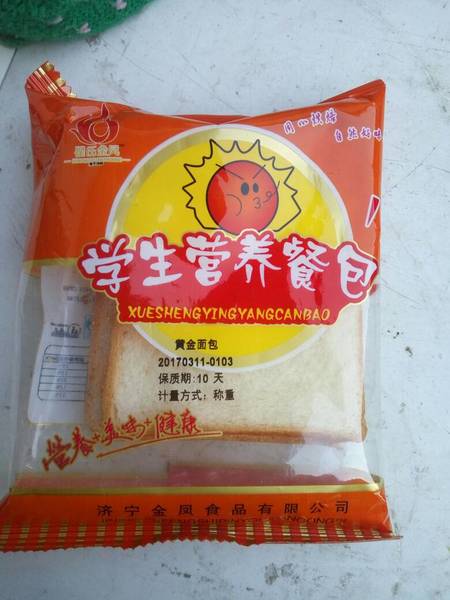 用心烘焙
自然好味
学生营养餐包
XUESHENGYINGYANGCANBAO
黄金面包
20170311-0103
保质期:10 天
计量方式: 称重
营养+美味+健康
济宁金凤食品有限公司